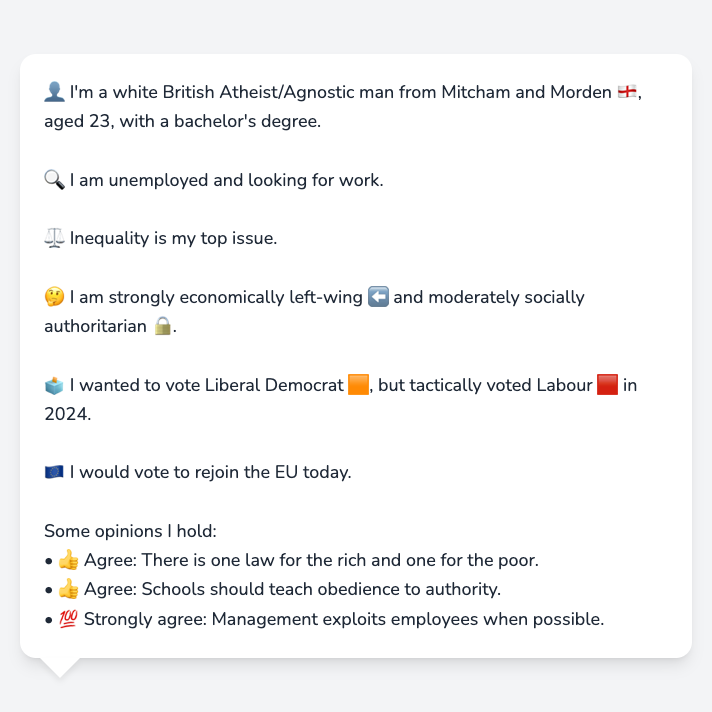 👤 I'm a white British Atheist/Agnostic man from Mitcham and Morden 🏴󠁧󠁢󠁥󠁮󠁧󠁿,
aged 23, with a bachelor's degree.
🔍 I am unemployed and looking for work.
⚖️ Inequality is my top issue.
🤔 I am strongly economically left-wing ⬅️ and moderately socially
authoritarian 🔒.
🗳️ I wanted to vote Liberal Democrat 🟧, but tactically voted Labour 🟥 in
2024.
🇪🇺 I would vote to rejoin the EU today.
Some opinions I hold:
• 👍 Agree: There is one law for the rich and one for the poor.
• 👍 Agree: Schools should teach obedience to authority.
• 💯 Strongly agree: Management exploits employees when possible.